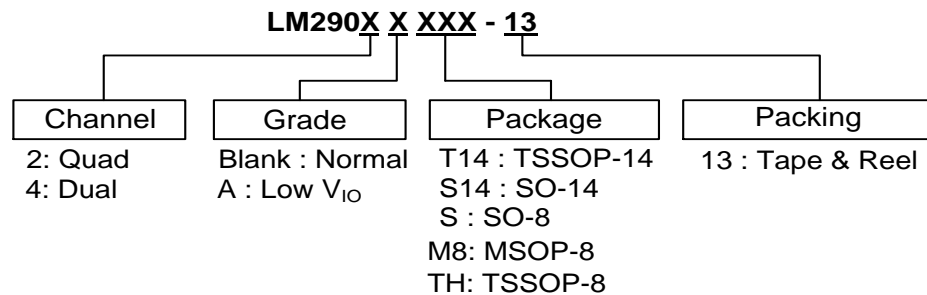 LM290X X XXX - 13
Channel
2: Quad
4: Dual
Grade
Blank : Normal
A : Low VIO
Package
T14 : TSSOP-14
S14 : SO-14
S : SO-8
M8: MSOP-8
TH: TSSOP-8
Packing
13 : Tape & Reel